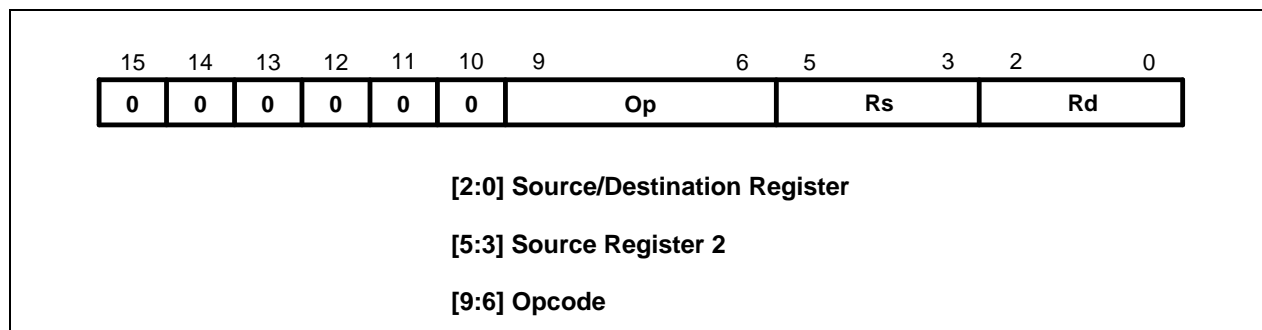 15 14 13 12 11 10 9 6 5 3 2 0
0 0 0 0 0 0 Op Rs Rd
[2:0] Source/Destination Register
[5:3] Source Register 2
[9:6] Opcode